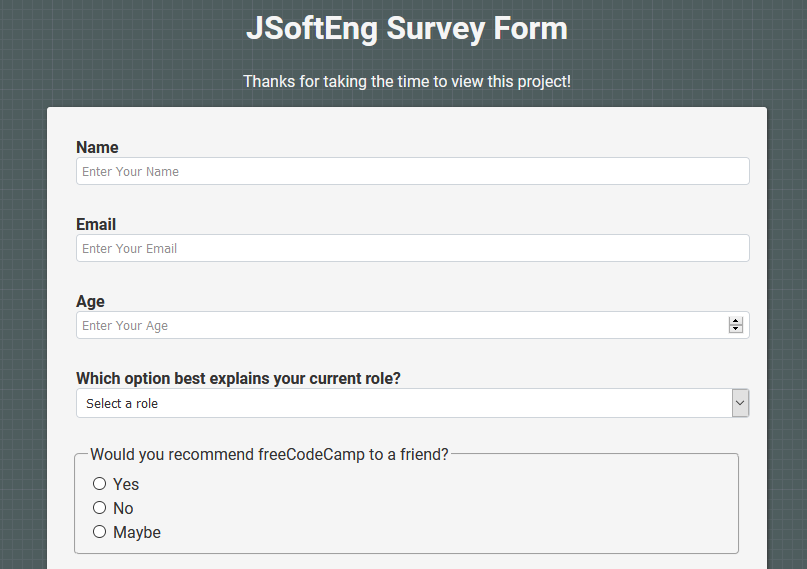 JSoftEng Survey Form
Thanks for taking the time to view this project!
Name
Enter Your Name
Email
Enter Your Email
Age
Enter Your Age
Which option best explains your current role?
Select a role
Would you recommend freeCodeCamp to a friend?
Yes
No
Maybe